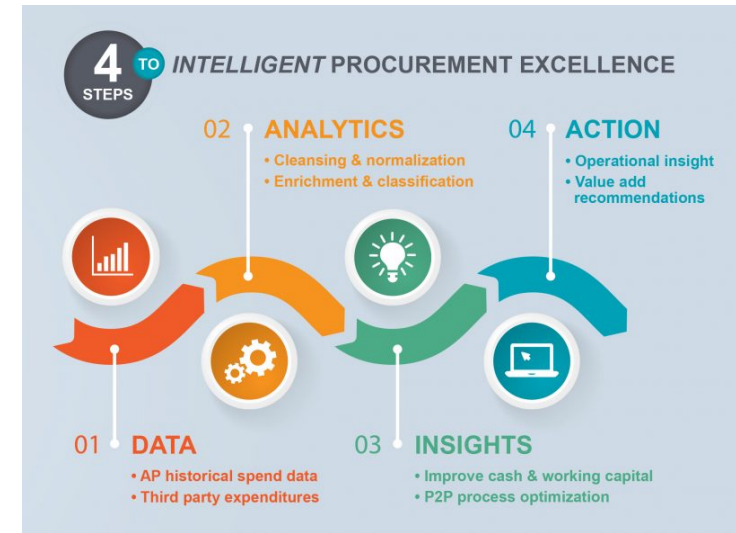 4 TO INTELLIGENT PROCUREMENT EXCELLENCE
STEPS
02 ANALYTICS
• Cleansing & normalization
• Enrichment & classification
04 ACTION
• Operational insight
• Value add
recommendations
01 DATA
• AP historical spend data
• Third party expenditures
03 INSIGHTS
• Improve cash & working capital
• P2P process optimization